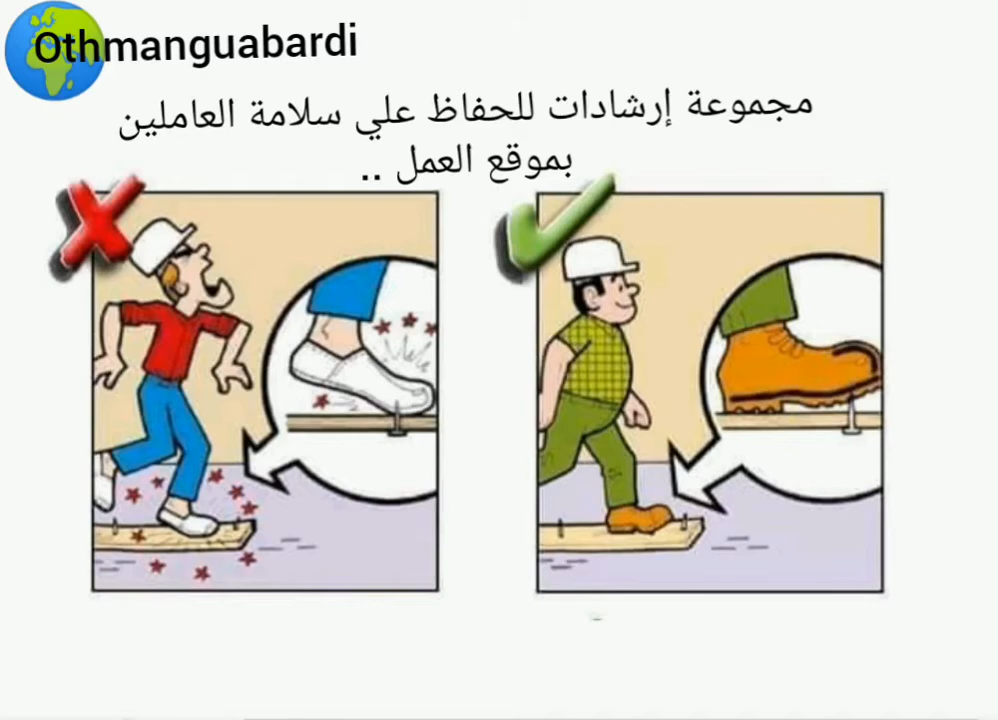 Othmanguabardi
مجموعة إرشادات للحفاظ علي سلامة العاملين
بموقع العمل ..